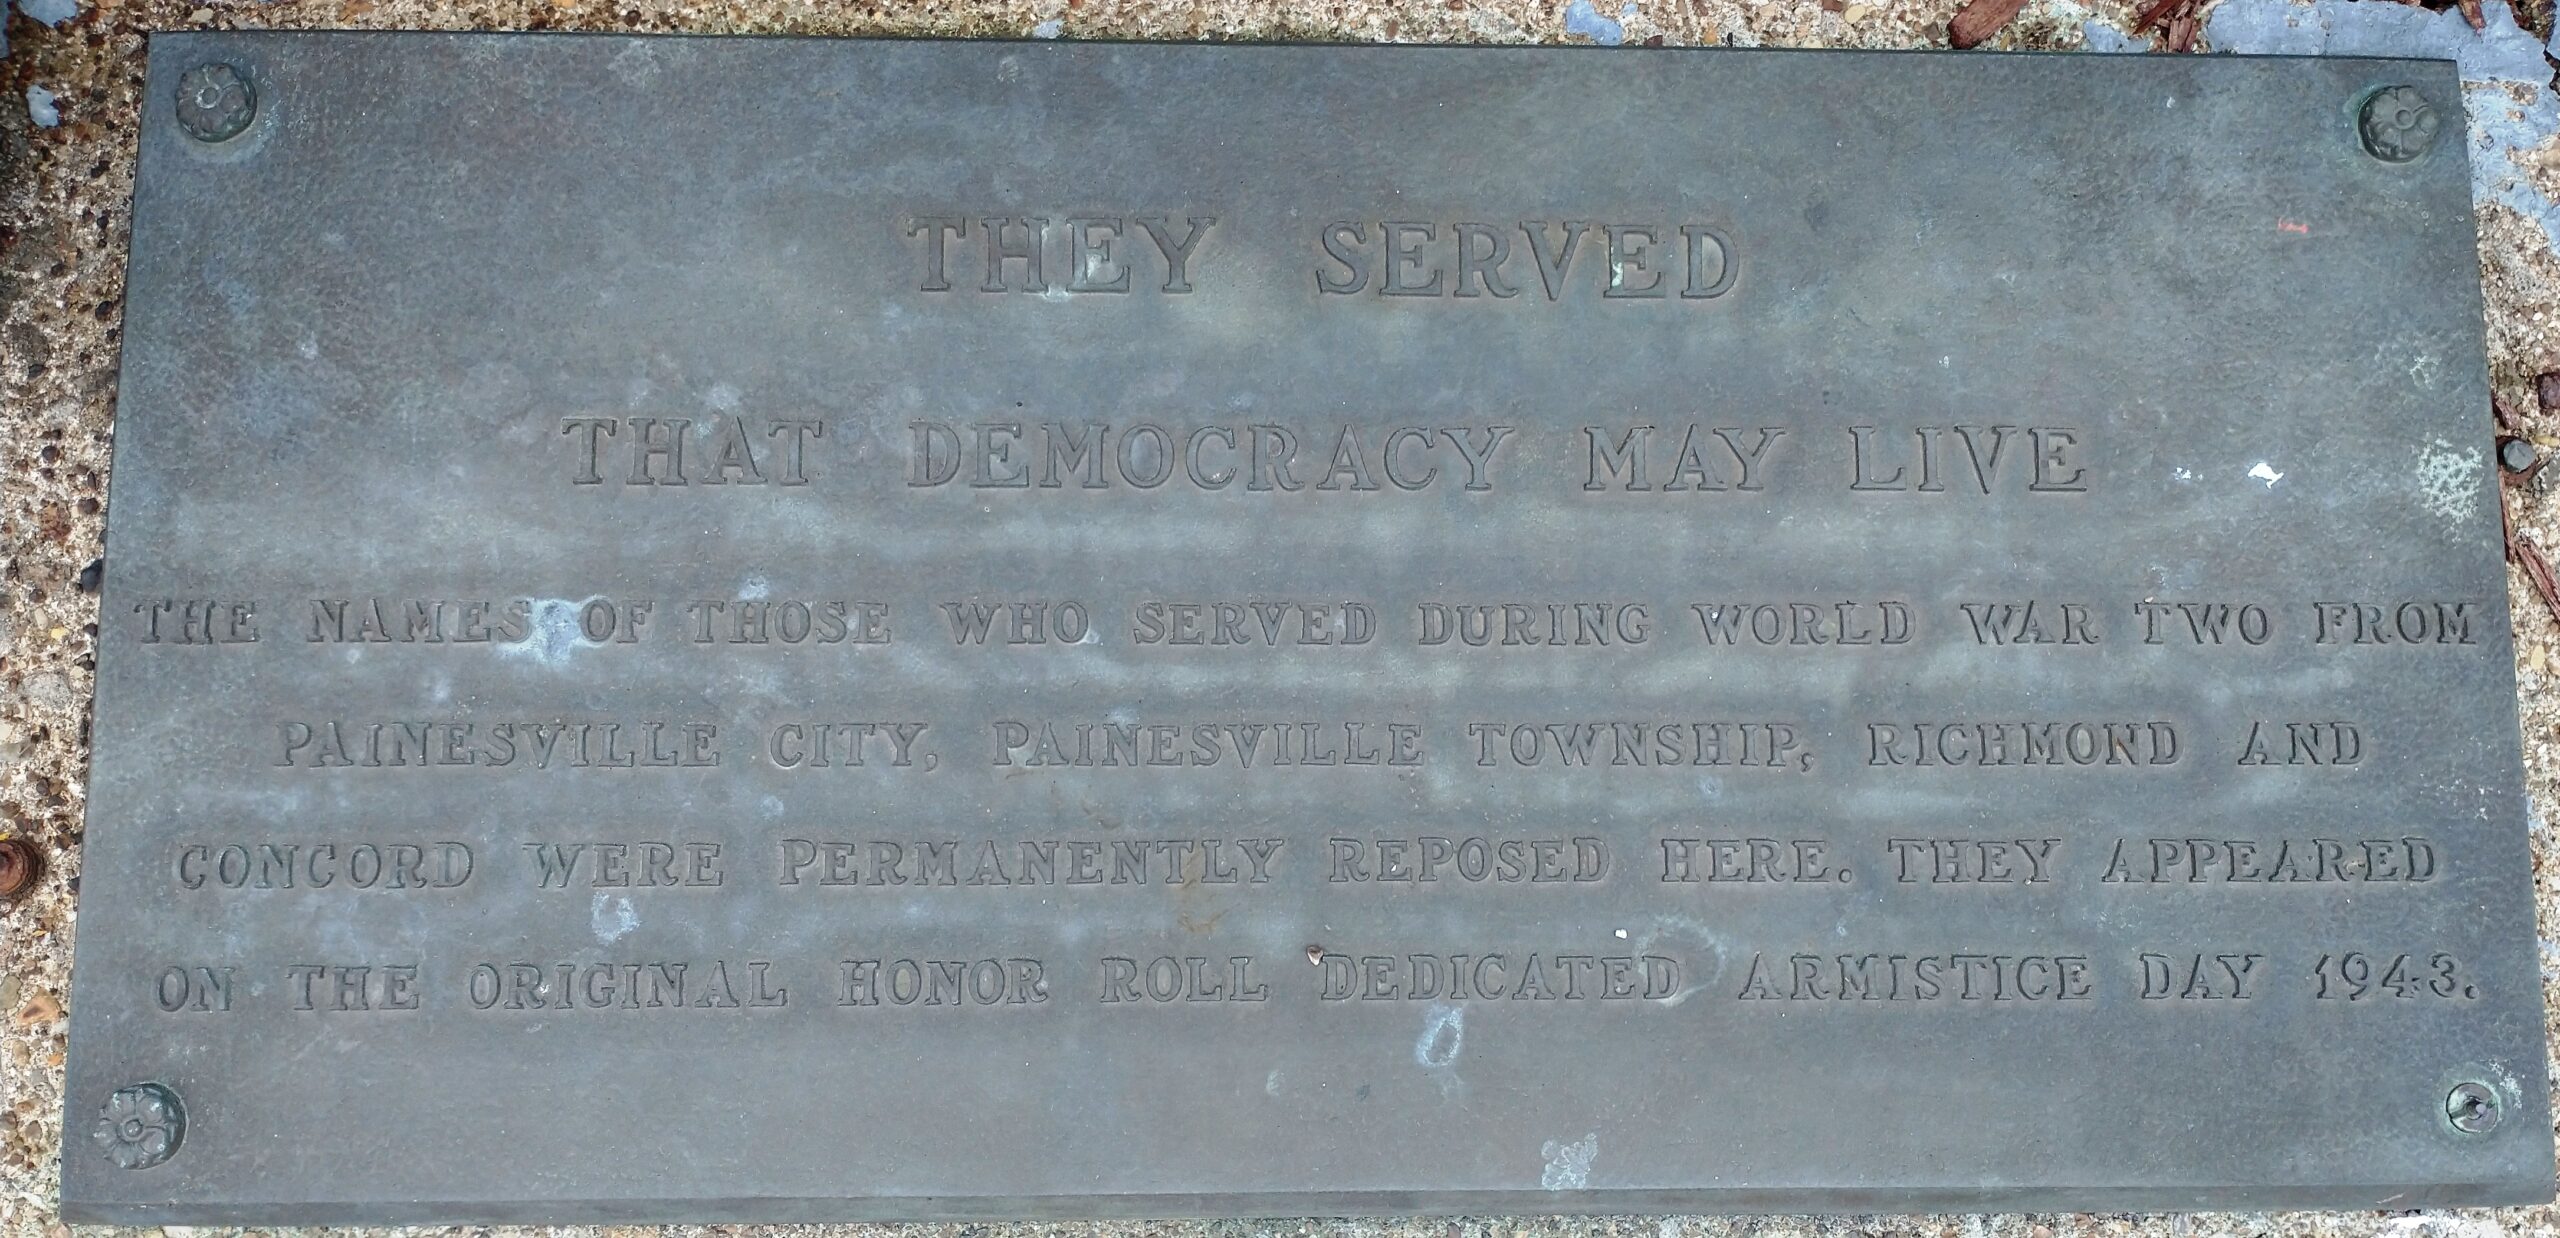 THEY SERVED
THAT DEMOCRACY MAY LIVE
THE NAMES OF THOSE WHO SERVED DURING WORLD WAR TWO FROM
PAINESVILLE CITY, PAINESVILLE TOWNSHIP, RICHMOND AND
CONCORD WERE PERMANENTLY REPOSED HERE. THEY APPEARED
ON THE ORIGINAL HONOR ROLL DEDICATED ARMISTICE DAY 1943.